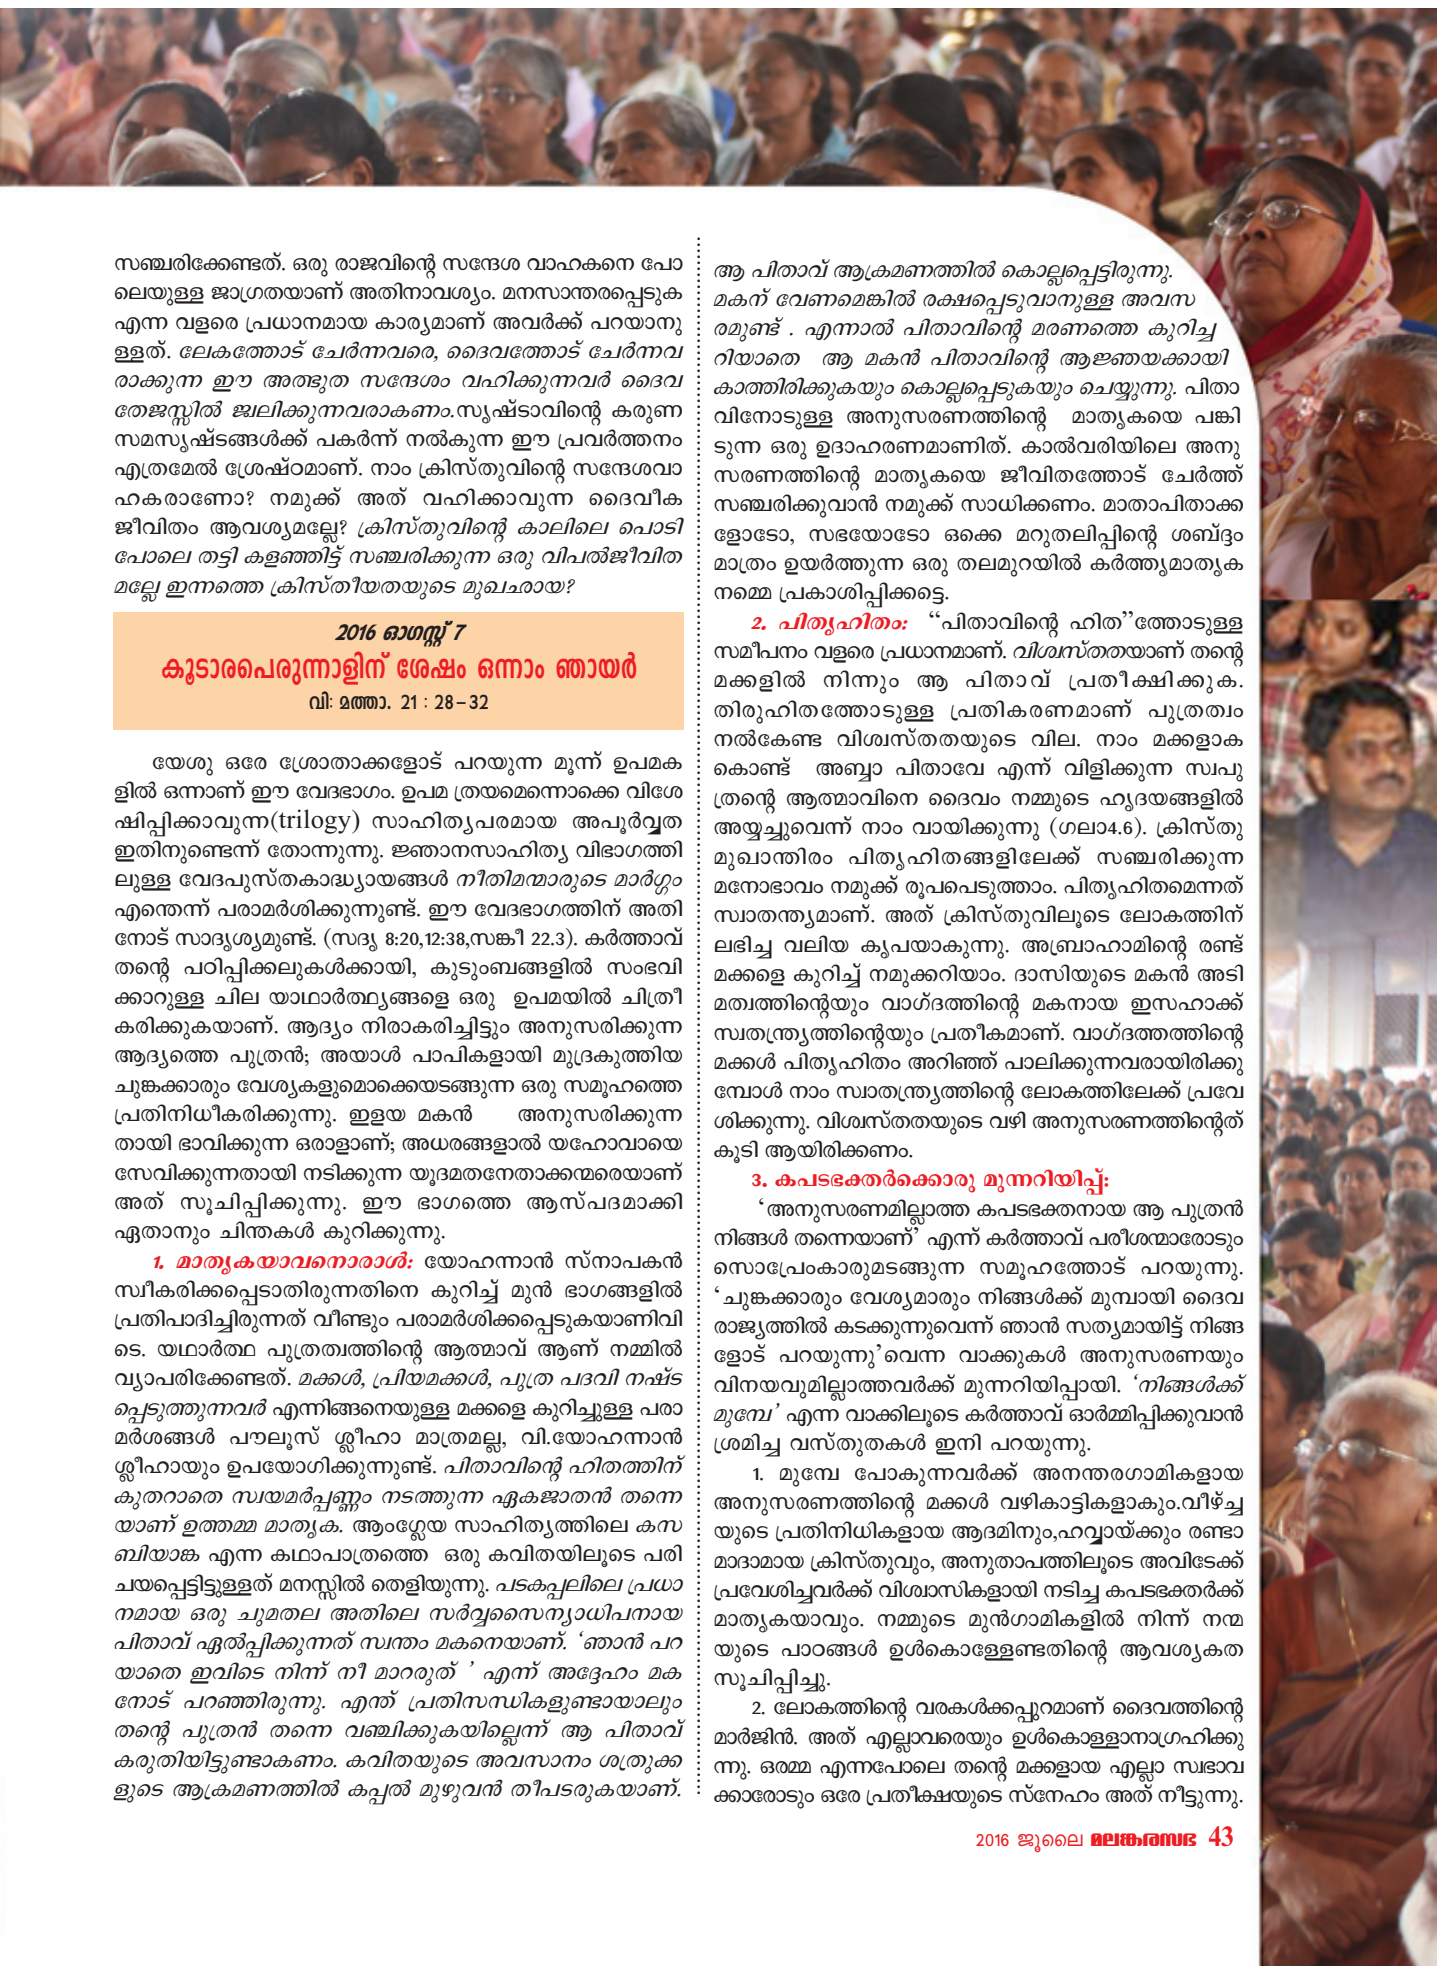 സഞ്ചരിക്കേണ്ടത്. ഒരു രാജവിന്റെ സന്ദേശ വാഹകനെ പോ
ലെയുള്ള ജാഗ്രതയാണ് അതിനാവശ്യം. മനസാന്തരപ്പെടുക
എന്ന വളരെ പ്രധാനമായ കാര്യമാണ് അവർക്ക് പറയാനു
ള്ളത്. ലേകത്തോട് ചേർന്നവരെ, ദൈവത്തോട് ചേർന്നവ
രാക്കുന്ന ഈ അത്ഭുത സന്ദേശം വഹിക്കുന്നവർ ദൈവ
തേജസ്സിൽ ജ്വലിക്കുന്നവരാകണം.സൃഷ്ടാവിന്റെ കരുണ
സമസൃഷ്ടങ്ങൾക്ക് പകർന്ന് നൽകുന്ന ഈ പ്രവർത്തനം
എത്രമേൽ ശ്രേഷ്ഠമാണ്. നാം ക്രിസ്തുവിന്റെ സന്ദേശവാ
ഹകരാണോ? നമുക്ക് അത് വഹിക്കാവുന്ന ദൈവീക
ജീവിതം ആവശ്യമല്ലേ? ക്രിസ്തുവിന്റെ കാലിലെ പൊടി
പോലെ തട്ടി കളഞ്ഞിട്ട് സഞ്ചരിക്കുന്ന ഒരു വിപൽജീവിത
മല്ലേ ഇന്നത്തെ ക്രിസ്തീയതയുടെ മുഖഛായ?
2016 ഓഗസ്റ്റ് 7
കൂടാരപെരുന്നാളിന് ശേഷം ഒന്നാം ഞായർ
വി: മത്താ. 21 : 28-32
യേശു ഒരേ ശ്രോതാക്കളോട് പറയുന്ന മൂന്ന് ഉപമക
ളിൽ ഒന്നാണ് ഈ വേദഭാഗം. ഉപമ ത്രയമെന്നൊക്കെ വിശേ
ഷിപ്പിക്കാവുന്ന(trilogy) സാഹിത്യപരമായ അപൂർവ്വത
ഇതിനുണ്ടെന്ന് തോന്നുന്നു. ജ്ഞാനസാഹിത്യ വിഭാഗത്തി
ലുള്ള വേദപുസ്തകാദ്ധ്യായങ്ങൾ നീതിമന്മാരുടെ മാർഗ്ഗം
എന്തെന്ന് പരാമർശിക്കുന്നുണ്ട്. ഈ വേദഭാഗത്തിന് അതി
നോട് സാദൃശ്യമുണ്ട്. (സദൃ 8:20,12:38,സങ്കീ 22.3). കർത്താവ്
തന്റെ പഠിപ്പിക്കലുകൾക്കായി, കുടുംബങ്ങളിൽ സംഭവി
ക്കാറുള്ള ചില യാഥാർത്ഥ്യങ്ങളെ ഒരു ഉപമയിൽ ചിത്രീ
കരിക്കുകയാണ്. ആദ്യം നിരാകരിച്ചിട്ടും അനുസരിക്കുന്ന
ആദ്യത്തെ പുത്രൻ; അയാൾ പാപികളായി മുദ്രകുത്തിയ
ചുങ്കക്കാരും വേശ്യകളുമൊക്കെയടങ്ങുന്ന ഒരു സമൂഹത്തെ
പ്രതിനിധീകരിക്കുന്നു. ഇളയ മകൻ അനുസരിക്കുന്ന
തായി ഭാവിക്കുന്ന ഒരാളാണ്; അധരങ്ങളാൽ യഹോവായെ
സേവിക്കുന്നതായി നടിക്കുന്ന യൂദമതനേതാക്കന്മരെയാണ്
അത് സൂചിപ്പിക്കുന്നു. ഈ ഭാഗത്തെ ആസ്പദമാക്കി
ഏതാനും ചിന്തകൾ കുറിക്കുന്നു.
1. മാതൃകയാവനൊരാൾ: യോഹന്നാൻ സ്നാപകൻ
സ്വീകരിക്കപ്പെടാതിരുന്നതിനെ കുറിച്ച് മുൻ ഭാഗങ്ങളിൽ
പ്രതിപാദിച്ചിരുന്നത് വീണ്ടും പരാമർശിക്കപ്പെടുകയാണിവി
ടെ. യഥാർത്ഥ പുത്രത്വത്തിന്റെ ആത്മാവ് ആണ് നമ്മിൽ
വ്യാപരിക്കേണ്ടത്. മക്കൾ, പ്രിയമക്കൾ, പുത്ര പദവി നഷ്ട
പ്പെടുത്തുന്നവർ എന്നിങ്ങനെയുള്ള മക്കളെ കുറിച്ചുള്ള പരാ
മർശങ്ങൾ പൗലൂസ് ശ്ലീഹാ മാത്രമല്ല, വി.യോഹന്നാൻ
ശ്ലീഹായും ഉപയോഗിക്കുന്നുണ്ട്. പിതാവിന്റെ ഹിതത്തിന്
കുതറാതെ സ്വയമർപ്പണ്ണം നടത്തുന്ന ഏകജാതൻ തന്നെ
യാണ് ഉത്തമ്മ മാതൃക. ആംഗ്ലേയ സാഹിത്യത്തിലെ കസ
ബിയാങ്ക എന്ന കഥാപാത്രത്തെ ഒരു കവിതയിലൂടെ പരി
ചയപ്പെട്ടിട്ടുള്ളത് മനസ്സിൽ തെളിയുന്നു. പടകപ്പലിലെ പ്രധാ
നമായ ഒരു ചുമതല അതിലെ സർവ്വസൈന്യാധിപനായ
പിതാവ് ഏൽപ്പിക്കുന്നത് സ്വന്തം മകനെയാണ്. ‘ഞാൻ പറ
യാതെ ഇവിടെ നിന്ന് നീ മാറരുത് ’ എന്ന് അദ്ദേഹം മക
നോട് പറഞ്ഞിരുന്നു. എന്ത് പ്രതിസന്ധികളുണ്ടായാലും
തന്റെ പുത്രൻ തന്നെ വഞ്ചിക്കുകയില്ലെന്ന് ആ പിതാവ്
കരുതിയിട്ടുണ്ടാകണം. കവിതയുടെ അവസാനം ശത്രുക്ക
ളുടെ ആക്രമണത്തിൽ കപ്പൽ മുഴുവൻ തീപടരുകയാണ്.
ആ പിതാവ് ആക്രമണത്തിൽ കൊല്ലപ്പെട്ടിരുന്നു.
മകന് വേണമെങ്കിൽ രക്ഷപ്പെടുവാനുള്ള അവസ
രമുണ്ട് . എന്നാൽ പിതാവിന്റെ മരണത്തെ കുറിച്ച
റിയാതെ ആ മകൻ പിതാവിന്റെ ആജ്ഞയക്കായി
കാത്തിരിക്കുകയും കൊല്ലപ്പെടുകയും ചെയ്യുന്നു. പിതാ
വിനോടുള്ള അനുസരണത്തിന്റെ മാതൃകയെ പങ്കി
ടുന്ന ഒരു ഉദാഹരണമാണിത്. കാൽവരിയിലെ അനു
സരണത്തിന്റെ മാതൃകയെ ജീവിതത്തോട് ചേർത്ത്
സഞ്ചരിക്കുവാൻ നമുക്ക് സാധിക്കണം. മാതാപിതാക്ക
ളോടോ, സഭയോടോ ഒക്കെ മറുതലിപ്പിന്റെ ശബ്ദം
മാത്രം ഉയർത്തുന്ന ഒരു തലമുറയിൽ കർത്തൃമാതൃക
നമ്മെ പ്രകാശിപ്പിക്കട്ടെ.
2. പിതൃഹിതം: “പിതാവിന്റെ ഹിത”ത്തോടുള്ള
സമീപനം വളരെ പ്രധാനമാണ്. വിശ്വസ്തതയാണ് തന്റെ
മക്കളിൽ നിന്നും ആ പിതാവ് പ്രതീക്ഷിക്കുക.
തിരുഹിതത്തോടുള്ള പ്രതികരണമാണ് പുത്രത്വം
നൽകേണ്ട വിശ്വസ്തതയുടെ വില. നാം മക്കളാക
കൊണ്ട് അബ്ബാ പിതാവേ എന്ന് വിളിക്കുന്ന സ്വപു
ത്രന്റെ ആത്മാവിനെ ദൈവം നമ്മുടെ ഹൃദയങ്ങളിൽ
അയ്യച്ചുവെന്ന് നാം വായിക്കുന്നു (ഗലാ4.6). ക്രിസ്തു
മുഖാന്തിരം പിതൃഹിതങ്ങളിലേക്ക് സഞ്ചരിക്കുന്ന
മനോഭാവം നമുക്ക് രൂപപെടുത്താം. പിതൃഹിതമെന്നത്
സ്വാതന്ത്യമാണ്. അത് ക്രിസ്തുവിലൂടെ ലോകത്തിന്
ലഭിച്ച വലിയ കൃപയാകുന്നു. അബ്രാഹാമിന്റെ രണ്ട്
മക്കളെ കുറിച്ച് നമുക്കറിയാം. ദാസിയുടെ മകൻ അടി
മത്വത്തിന്റെയും വാഗ്ദത്തിന്റെ മകനായ ഇസഹാക്ക്
സ്വതന്ത്ര്യത്തിന്റെയും പ്രതീകമാണ്. വാഗ്ദത്തത്തിന്റെ
മക്കൾ പിതൃഹിതം അറിഞ്ഞ് പാലിക്കുന്നവരായിരിക്കു
മ്പോൾ നാം സ്വാതന്ത്ര്യത്തിന്റെ ലോകത്തിലേക്ക് പ്രവേ
ശിക്കുന്നു. വിശ്വസ്തതയുടെ വഴി അനുസരണത്തിന്റെത്
കൂടി ആയിരിക്കണം.
3. കപടഭക്തർക്കൊരു മുന്നറിയിപ്പ്:
‘അനുസരണമില്ലാത്ത കപടഭക്തനായ ആ പുത്രൻ
നിങ്ങൾ തന്നെയാണ്’ എന്ന് കർത്താവ് പരീശന്മാരോടും
സൊപ്രേംകാരുമടങ്ങുന്ന സമൂഹത്തോട് പറയുന്നു.
‘ചുങ്കക്കാരും വേശ്യമാരും നിങ്ങൾക്ക് മുമ്പായി ദൈവ
രാജ്യത്തിൽ കടക്കുന്നുവെന്ന് ഞാൻ സത്യമായിട്ട് നിങ്ങ
ളോട് പറയുന്നു’വെന്ന വാക്കുകൾ അനുസരണയും
വിനയവുമില്ലാത്തവർക്ക് മുന്നറിയിപ്പായി. ‘നിങ്ങൾക്ക്
മുമ്പേ’ എന്ന വാക്കിലൂടെ കർത്താവ് ഓർമ്മിപ്പിക്കുവാൻ
ശ്രമിച്ച വസ്തുതകൾ ഇനി പറയുന്നു.
1. മുമ്പേ പോകുന്നവർക്ക് അനന്തരഗാമികളായ
അനുസരണത്തിന്റെ മക്കൾ വഴികാട്ടികളാകും.വീഴ്ച്ച
യുടെ പ്രതിനിധികളായ ആദമിനും,ഹവ്വായ്ക്കും രണ്ടാ
മാദാമായ ക്രിസ്തുവും, അനുതാപത്തിലൂടെ അവിടേക്ക്
പ്രവേശിച്ചവർക്ക് വിശ്വാസികളായി നടിച്ച കപടഭക്തർക്ക്
മാതൃകയാവും. നമ്മുടെ മുൻഗാമികളിൽ നിന്ന് നന്മ
യുടെ പാഠങ്ങൾ ഉൾകൊള്ളേണ്ടതിന്റെ ആവശ്യകത
സൂചിപ്പിച്ചു.
2. ലോകത്തിന്റെ വരകൾക്കപ്പുറമാണ് ദൈവത്തിന്റെ
മാർജിൻ. അത് എല്ലാവരെയും ഉൾകൊള്ളാനാഗ്രഹിക്കു
ന്നു. ഒരമ്മ എന്നപോലെ തന്റെ മക്കളായ എല്ലാ സ്വഭാവ
ക്കാരോടും ഒരേ പ്രതീക്ഷയുടെ സ്നേഹം അത് നീട്ടുന്നു.
2016 ജൂലൈ മലങ്കരസഭ 43